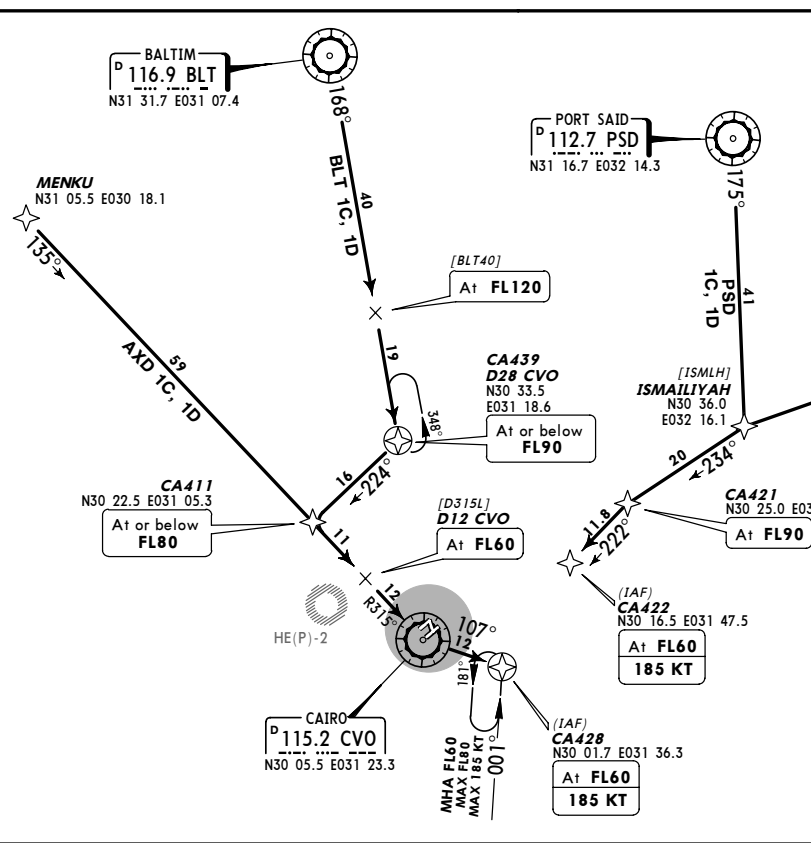 BALTIM
D 116.9 BLT
N31 31.7 E031 07.4
168°
BLT 1C, 1D
40
PORT SAID
D 112.7 PSD
N31 16.7 E032 14.3
175°
PSD
1C, 1D
41
MENKU
N31 05.5 E030 18.1
135°
AXD 1C, 1D
59
[BLT40]
At FL120
19
CA439
D28 CVO
N30 33.5
E031 18.6
At or below
FL90
348°
224°
16
[ISMLH]
ISMAILIYAH
N30 36.0
E032 16.1
20
234°
CA411
N30 22.5 E031 05.3
At or below
FL80
11
[D315L]
D12 CVO
At FL60
CA421
N30 25.0 E03
At FL90
11.8
222°
(IAF)
CA422
N30 16.5 E031 47.5
At FL60
185 KT
HE(P)-2
12
R315°
107°
12
181°
001°
MHA FL60
MAX FL80
MAX 185 KT
CAIRO
D 115.2 CVO
N30 05.5 E031 23.3
(IAF)
CA428
N30 01.7 E031 36.3
At FL60
185 KT